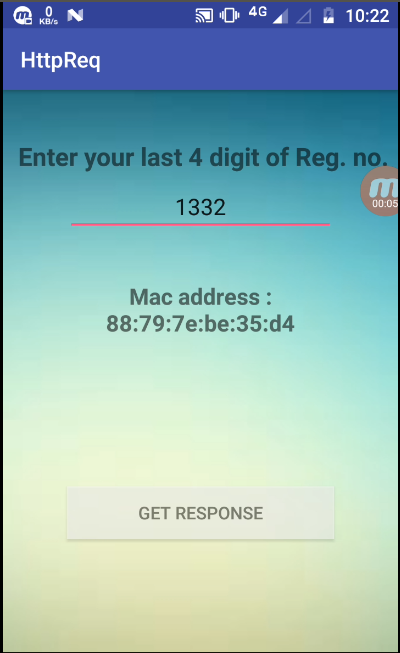 0
KB/s
4G
10:22
HttpReq
Enter your last 4 digit of Reg. no.
1332
00:05
Mac address :
88:79:7e:be:35:d4
GET RESPONSE